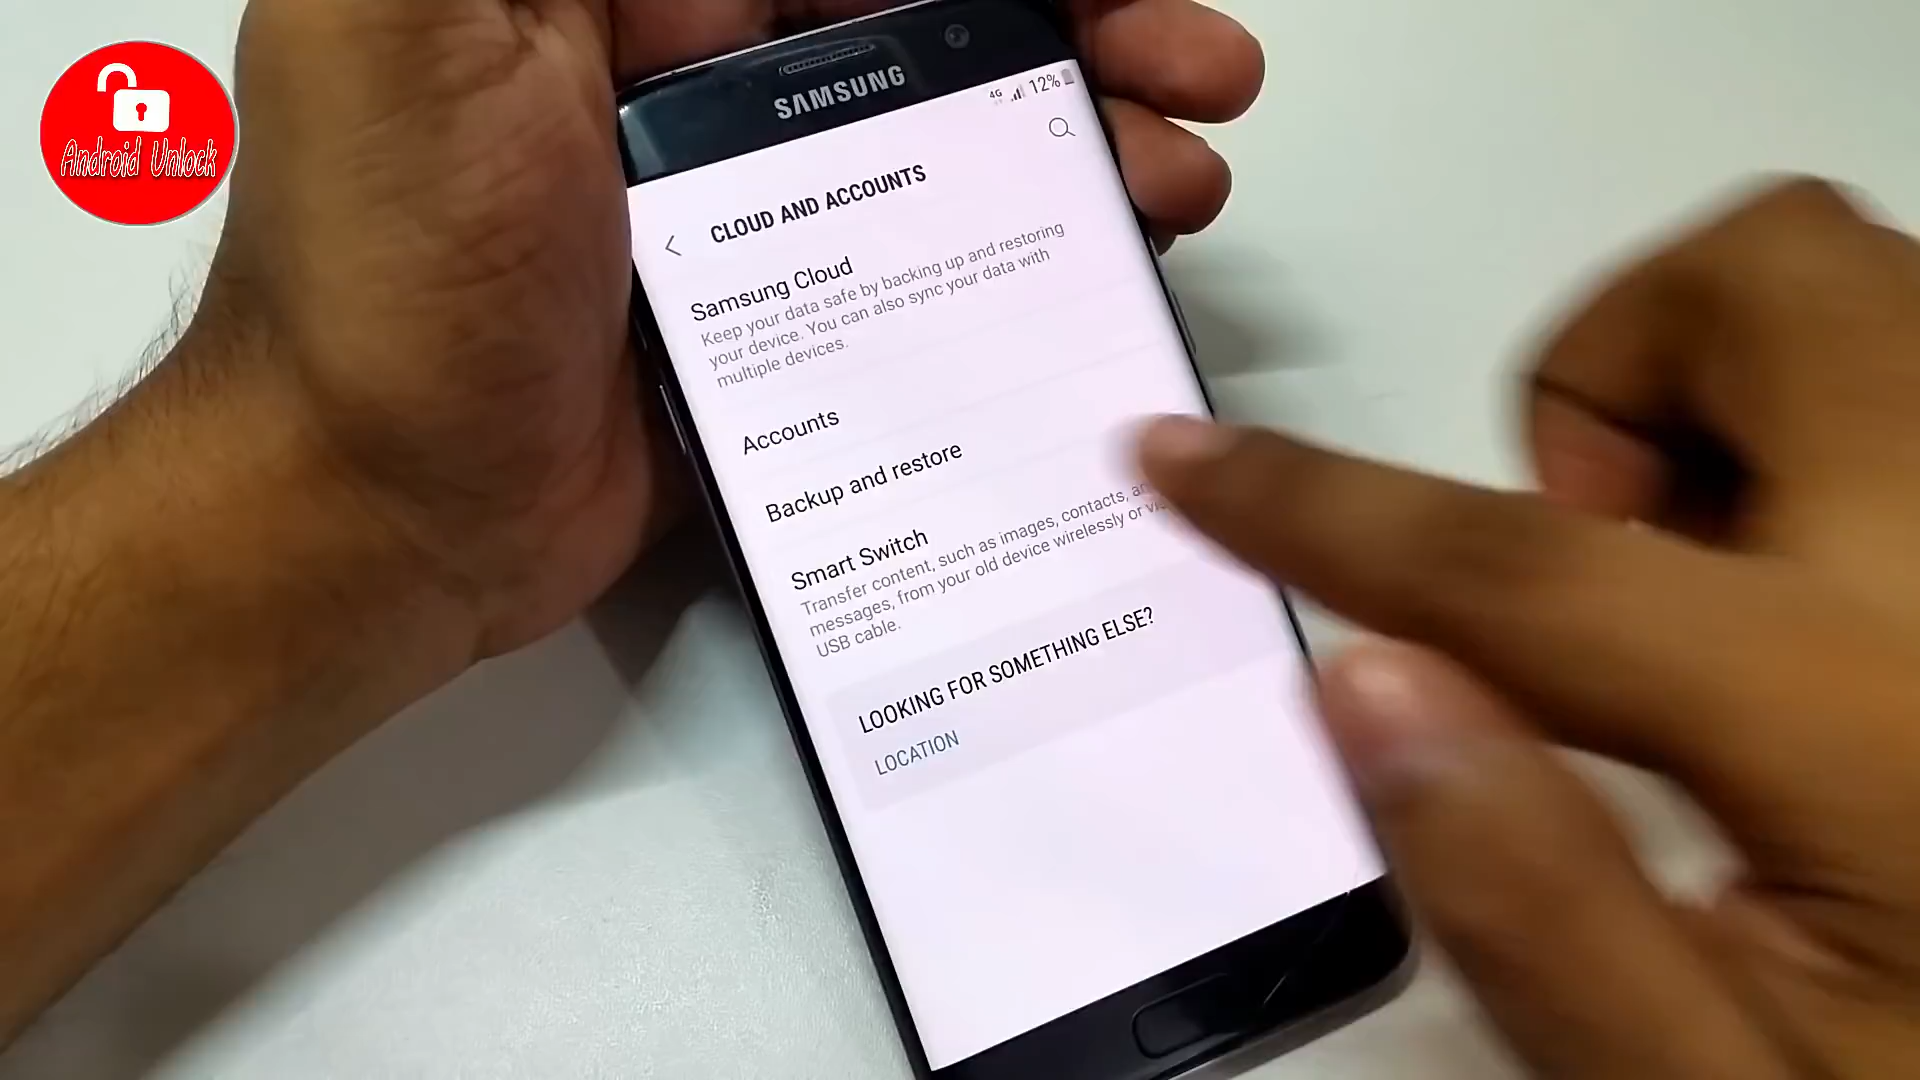 Android Unlock
SAMSUNG
4G 12%
CLOUD AND ACCOUNTS
Samsung Cloud
Keep your data safe by backing up and restoring
your device. You can also sync your data with
multiple devices.
Accounts
Backup and restore
Smart Switch
Transfer content, such as images, contacts,
messages, from your old device wirelessly or
USB cable.
LOOKING FOR SOMETHING ELSE?
LOCATION